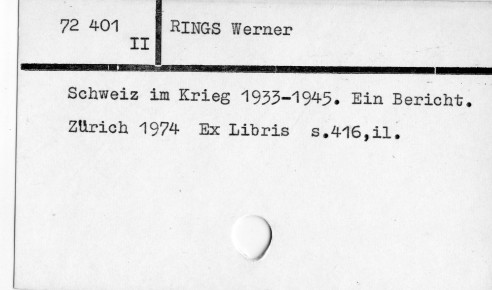 72 401
II
RINGS Werner
Schweiz im Krieg 1933-1945. Ein Bericht.
Zürich 1974 Ex Libris s.416,il.